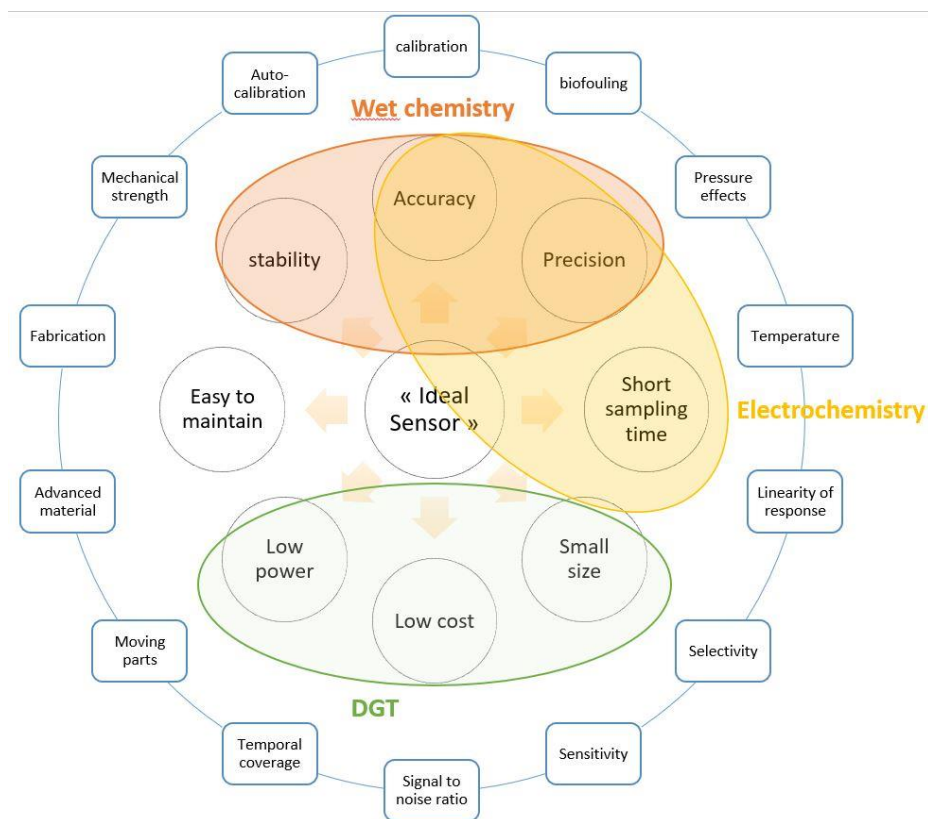 calibration
Auto-
calibration
biofouling
Wet chemistry
Mechanical
strength
Accuracy
Pressure
effects
stability
Precision
Fabrication
Temperature
Easy to
maintain
« Ideal
Sensor »
Short
sampling
time
Electrochemistry
Advanced
material
Linearity of
response
Low
power
Small
size
Low cost
Moving
parts
Selectivity
DGT
Temporal
coverage
Sensitivity
Signal to
noise ratio